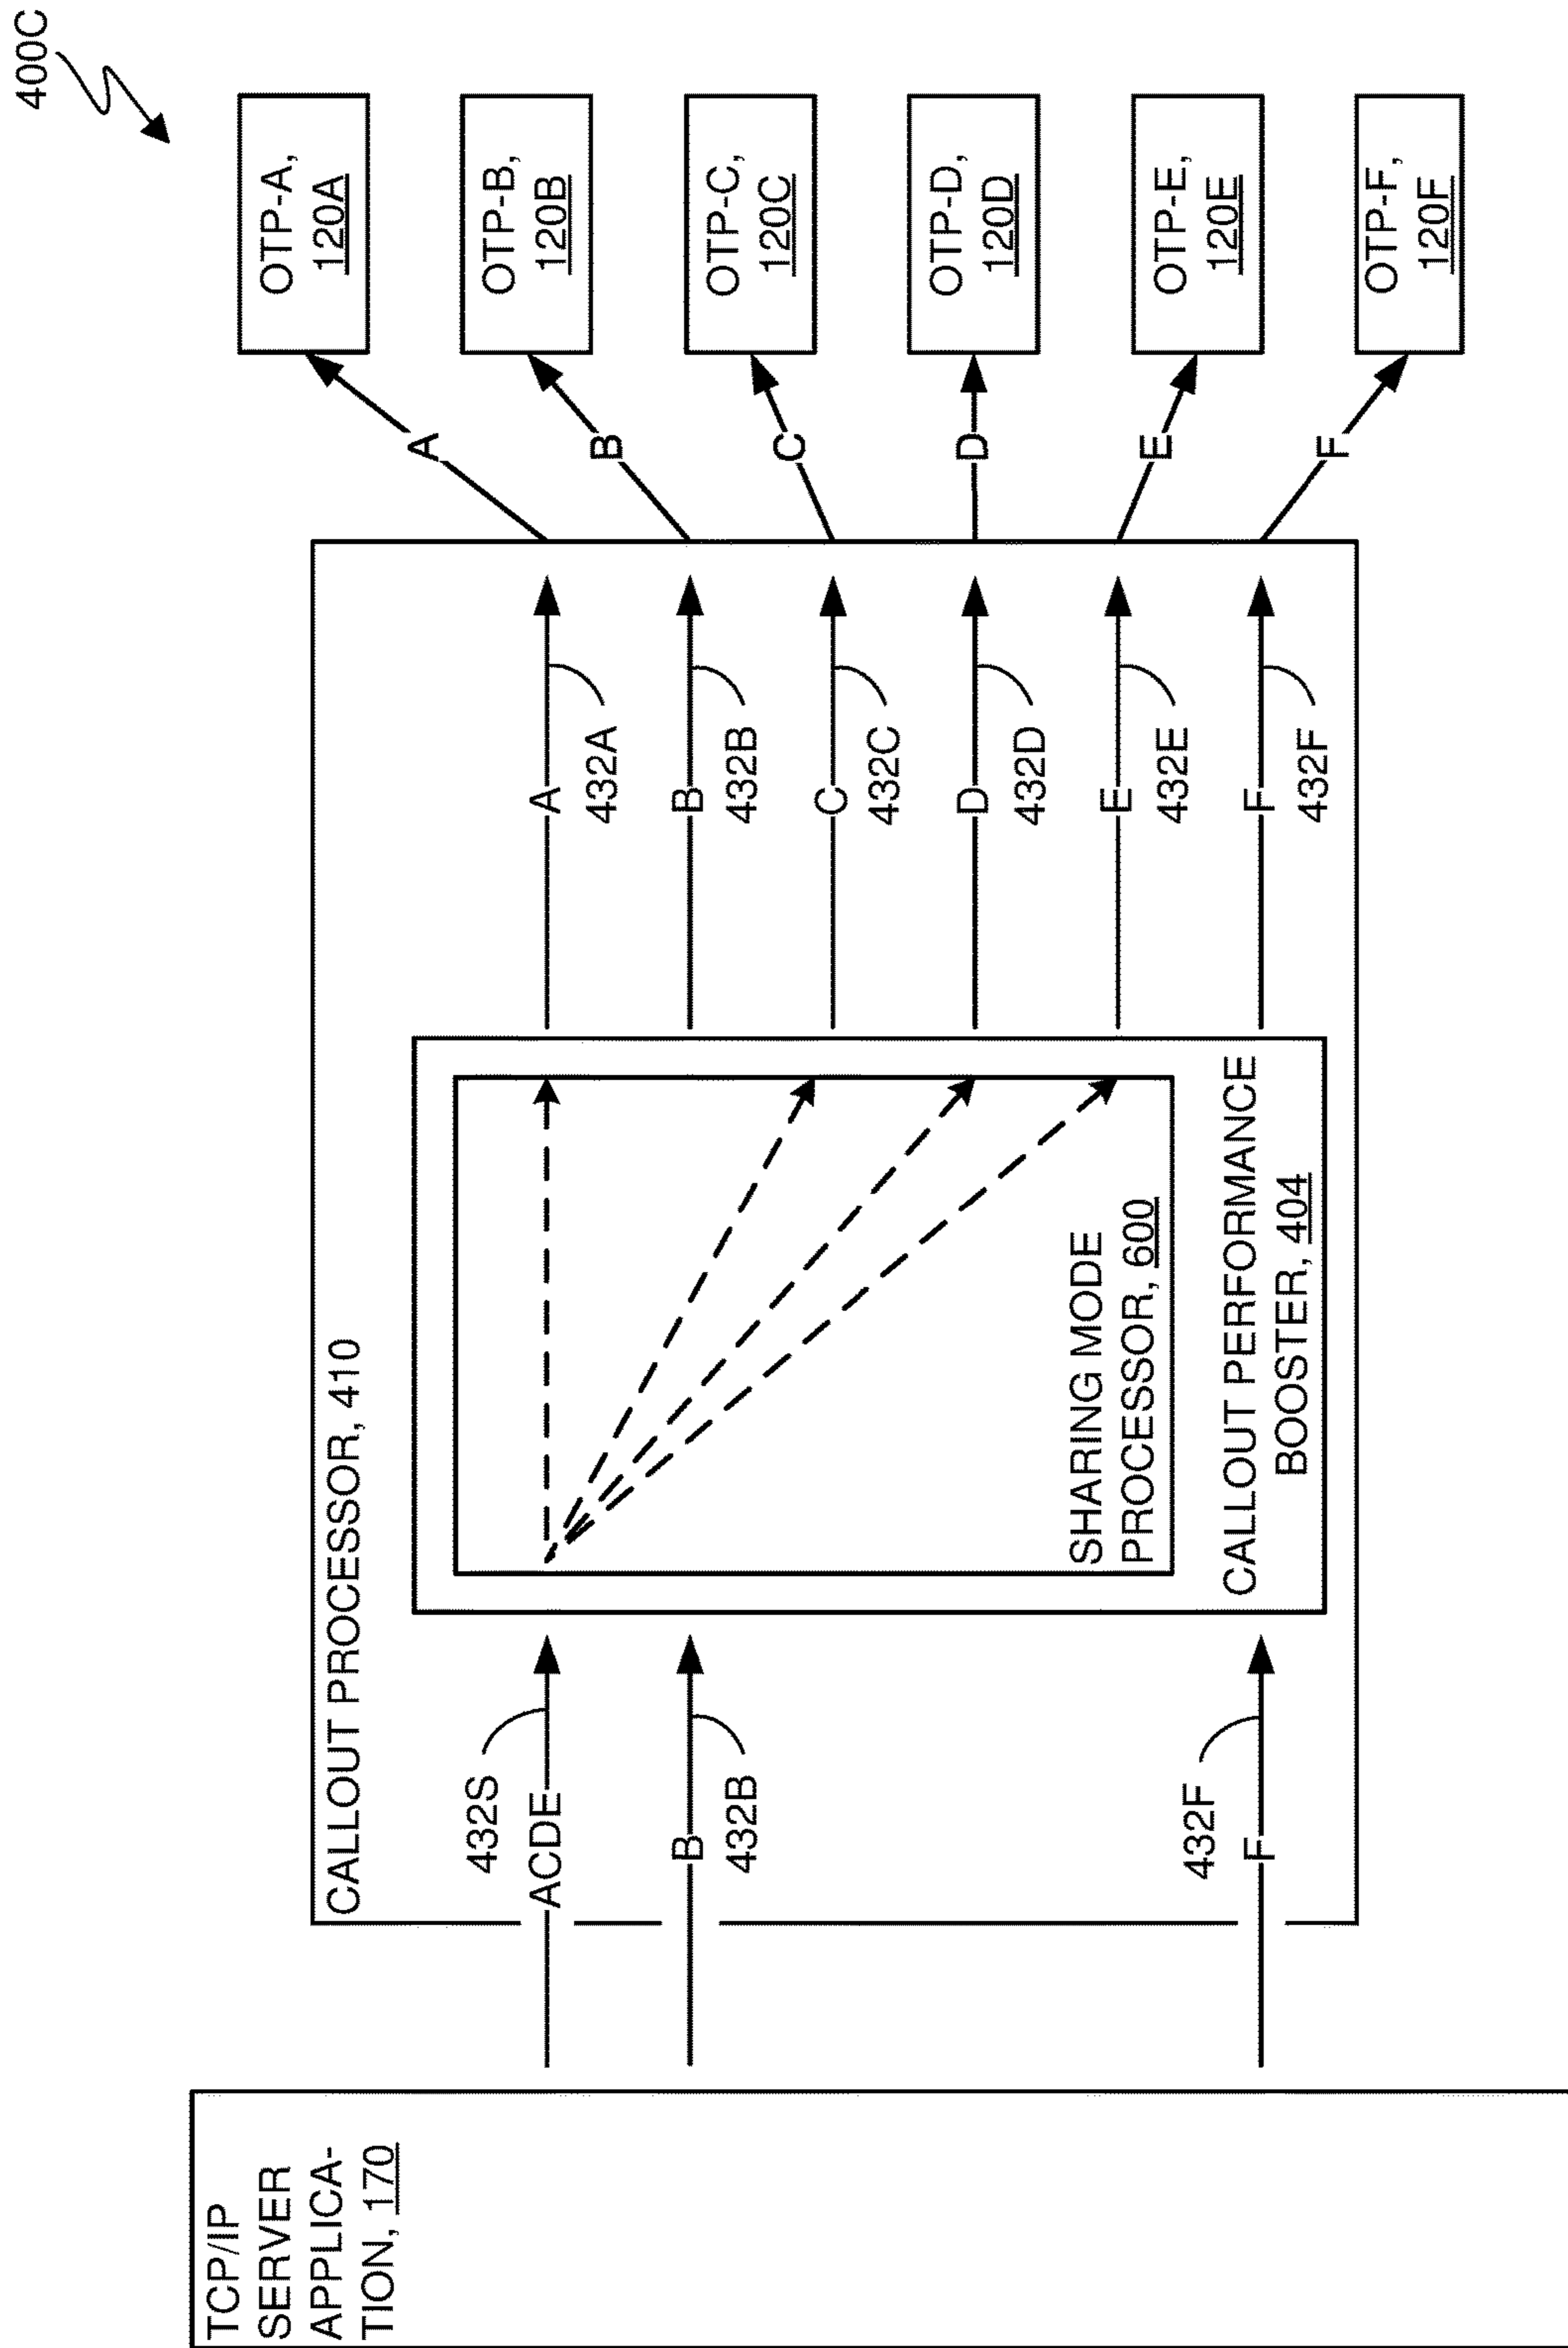 400C
TCP/IP
SERVER
APPLICA-
TION, 170
CALLOUT PROCESSOR, 410
432S
ACDE
B
432B
432F
F
SHARING MODE
PROCESSOR, 600
CALLOUT PERFORMANCE
BOOSTER, 404
A
432A
B
432B
C
432C
D
432D
E
432E
F
432F
A
B
C
D
E
F
OTP-A,
120A
OTP-B,
120B
OTP-C,
120C
OTP-D,
120D
OTP-E,
120E
OTP-F,
120F